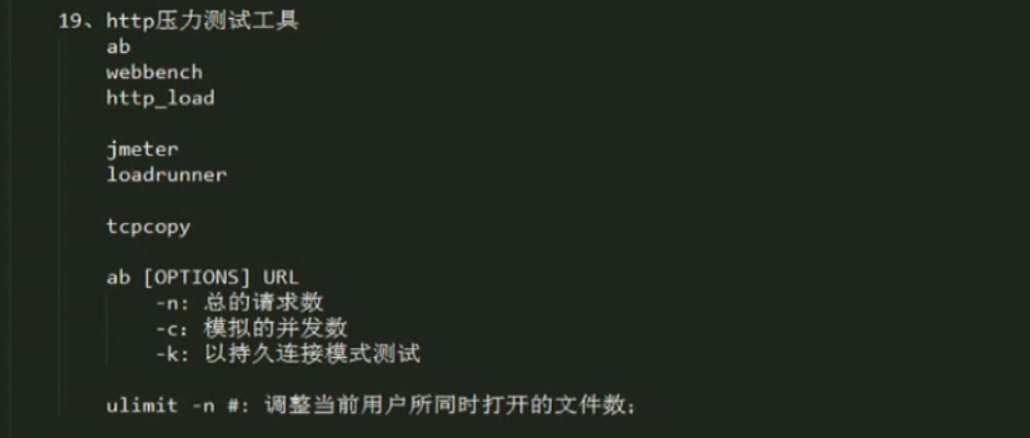 19、http压力测试工具
ab
webbench
http_load
jmeter
loadrunner
tcpcopy
ab [OPTIONS] URL
-n: 总的请求数
-c: 模拟的并发数
-k: 以持久连接模式测试
ulimit -n #: 调整当前用户所同时打开的文件数;